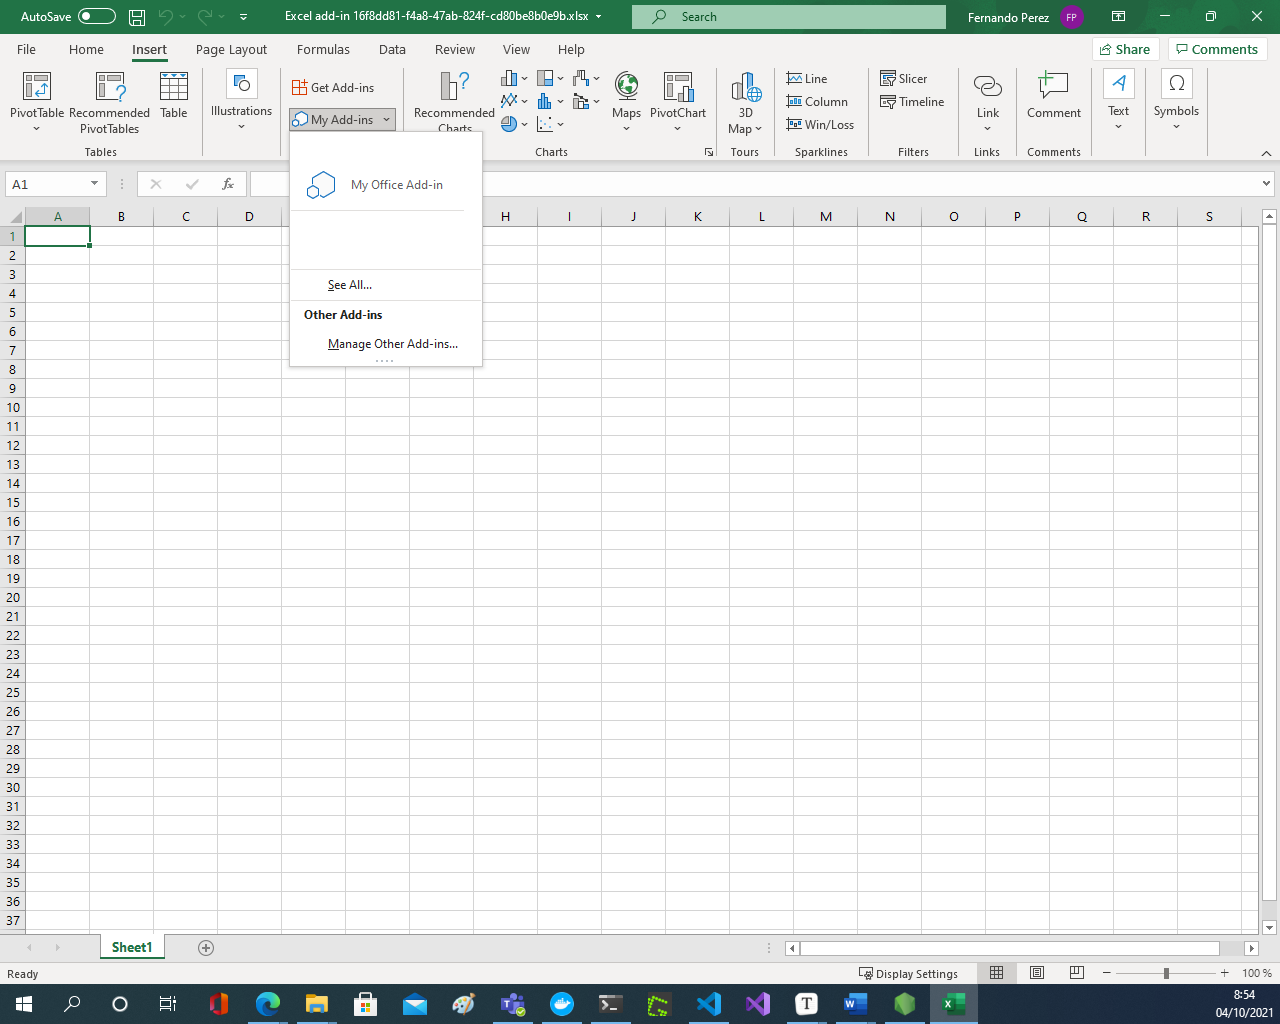 AutoSave
Excel add-in 16f8dd81-f4a8-47ab-824f-cd80be8b0e9b.xlsx
Search
Fernando Perez
FP
File Home Insert Page Layout Formulas Data Review View Help
Share
Comments
PivotTable
Recommended
PivotTables
Table
Tables
Illustrations
Get Add-ins
My Add-ins
Recommended
Charts
Maps
PivotChart
Charts
3D
Map
Tours
Line
Column
Win/Loss
Sparklines
Slicer
Timeline
Filters
Link
Links
Comment
Comments
A
Text
Ω
Symbols
My Office Add-in
See All...
Other Add-ins
Manage Other Add-ins...
A1
fx
A B C D H I J K L M N O P Q R S
1
2
3
4
5
6
7
8
9
10
11
12
13
14
15
16
17
18
19
20
21
22
23
24
25
26
27
28
29
30
31
32
33
34
35
36
37
Sheet1
Ready
Display Settings
100 %
8:54
04/10/2021